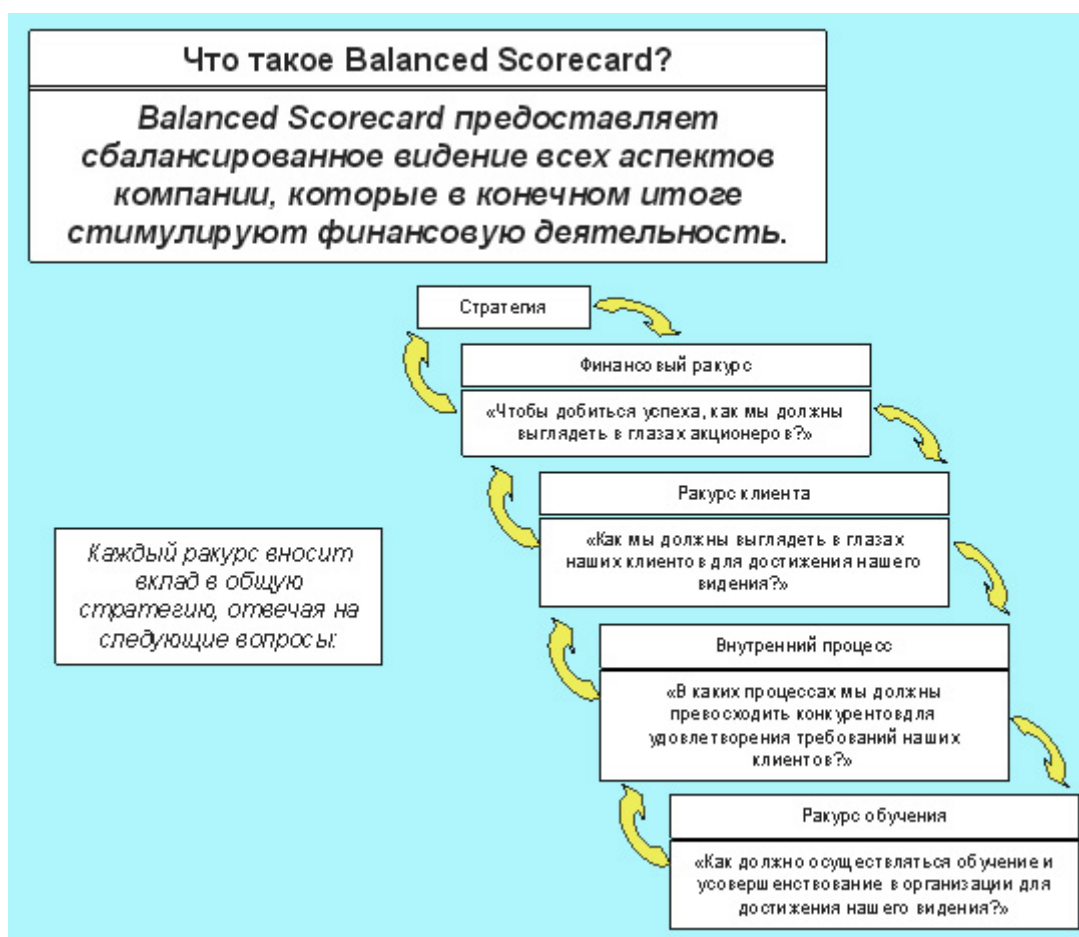 Что такое Balanced Scorecard?
Balanced Scorecard предоставляет
сбалансированное видение всех аспектов
компании, которые в конечном итоге
стимулируют финансовую деятельность.
Стратегия
Финансовый ракурс
«Чтобы добиться успеха, как мы должны
выглядеть в глазах акционеров?»
Ракурс клиента
«Как мы должны выглядеть в глазах
наших клиентов для достижения нашего
видения?»
Каждый ракурс вносит
вклад в общую
стратегию, отвечая на
следующие вопросы:
Внутренний процесс
«В каких процессах мы должны
превосходить конкурентовдля
удовлетворения требований наших
клиентов?»
Ракурс обучения
«Как должно осуществляться обучение и
усовершенствование в организации для
достижения нашего видения?»